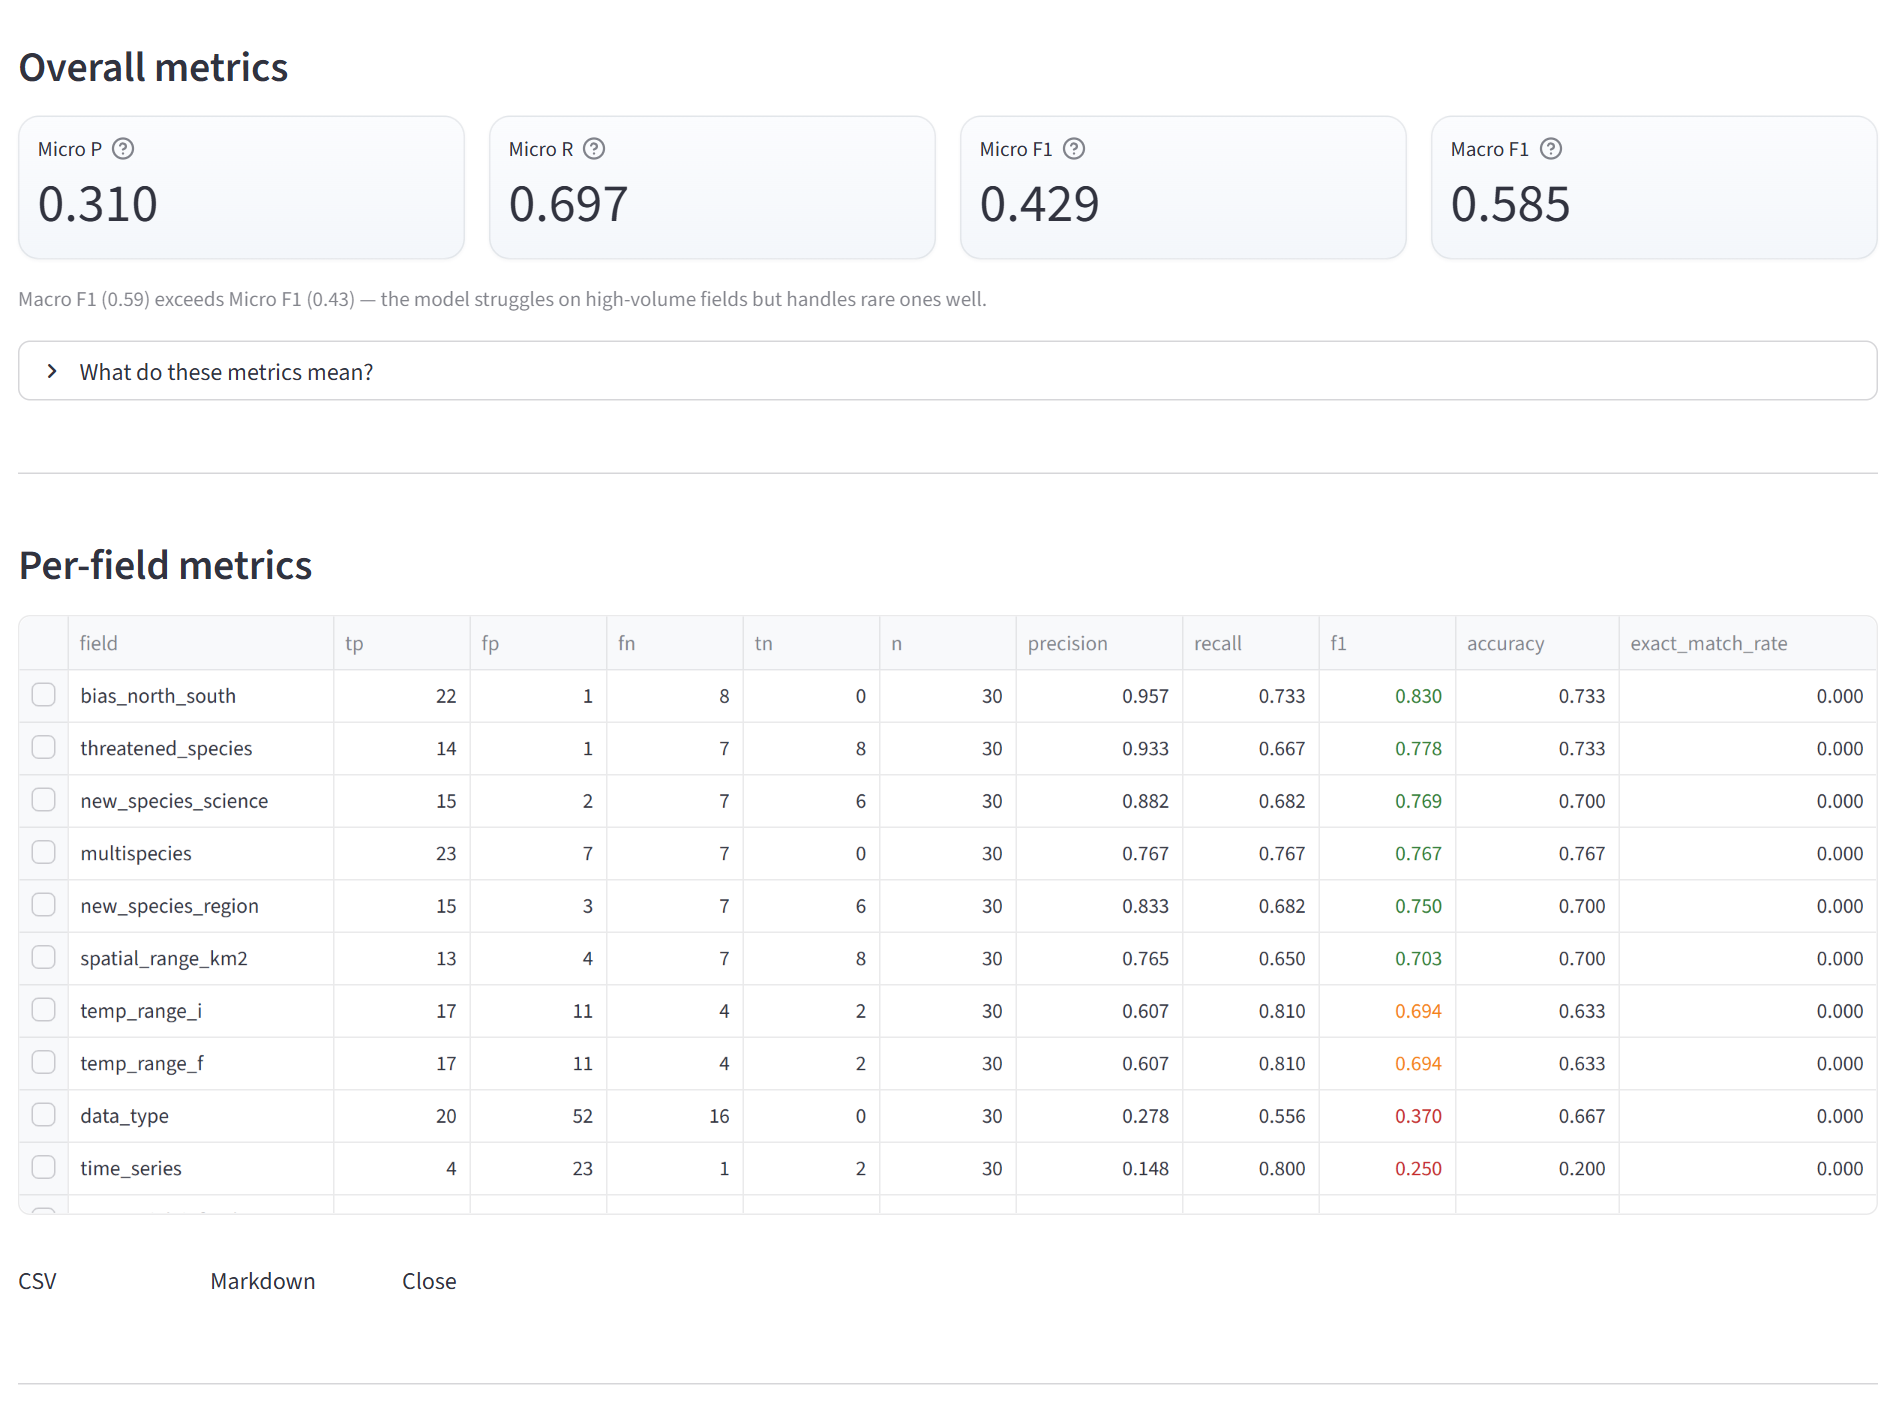 Overall metrics
Micro P
Micro R
Micro F1
Macro F1
0.310
0.697
0.429
0.585
Macro F1 (0.59) exceeds Micro F1 (0.43) — the model struggles on high-volume fields but handles rare ones well.
What do these metrics mean?
Per-field metrics
field tp fp fn tn n precision recall f1 accuracy exact_match_rate
bias_north_south 22 1 8 0 30 0.957 0.733 0.830 0.733 0.000
threatened_species 14 1 7 8 30 0.933 0.667 0.778 0.733 0.000
new_species_science 15 2 7 6 30 0.882 0.682 0.769 0.700 0.000
multispecies 23 7 7 0 30 0.767 0.767 0.767 0.767 0.000
new_species_region 15 3 7 6 30 0.833 0.682 0.750 0.700 0.000
spatial_range_km2 13 4 7 8 30 0.765 0.650 0.703 0.700 0.000
temp_range_i 17 11 4 2 30 0.607 0.810 0.694 0.633 0.000
temp_range_f 17 11 4 2 30 0.607 0.810 0.694 0.633 0.000
data_type 20 52 16 0 30 0.278 0.556 0.370 0.667 0.000
time_series 4 23 1 2 30 0.148 0.800 0.250 0.200 0.000
CSV Markdown Close